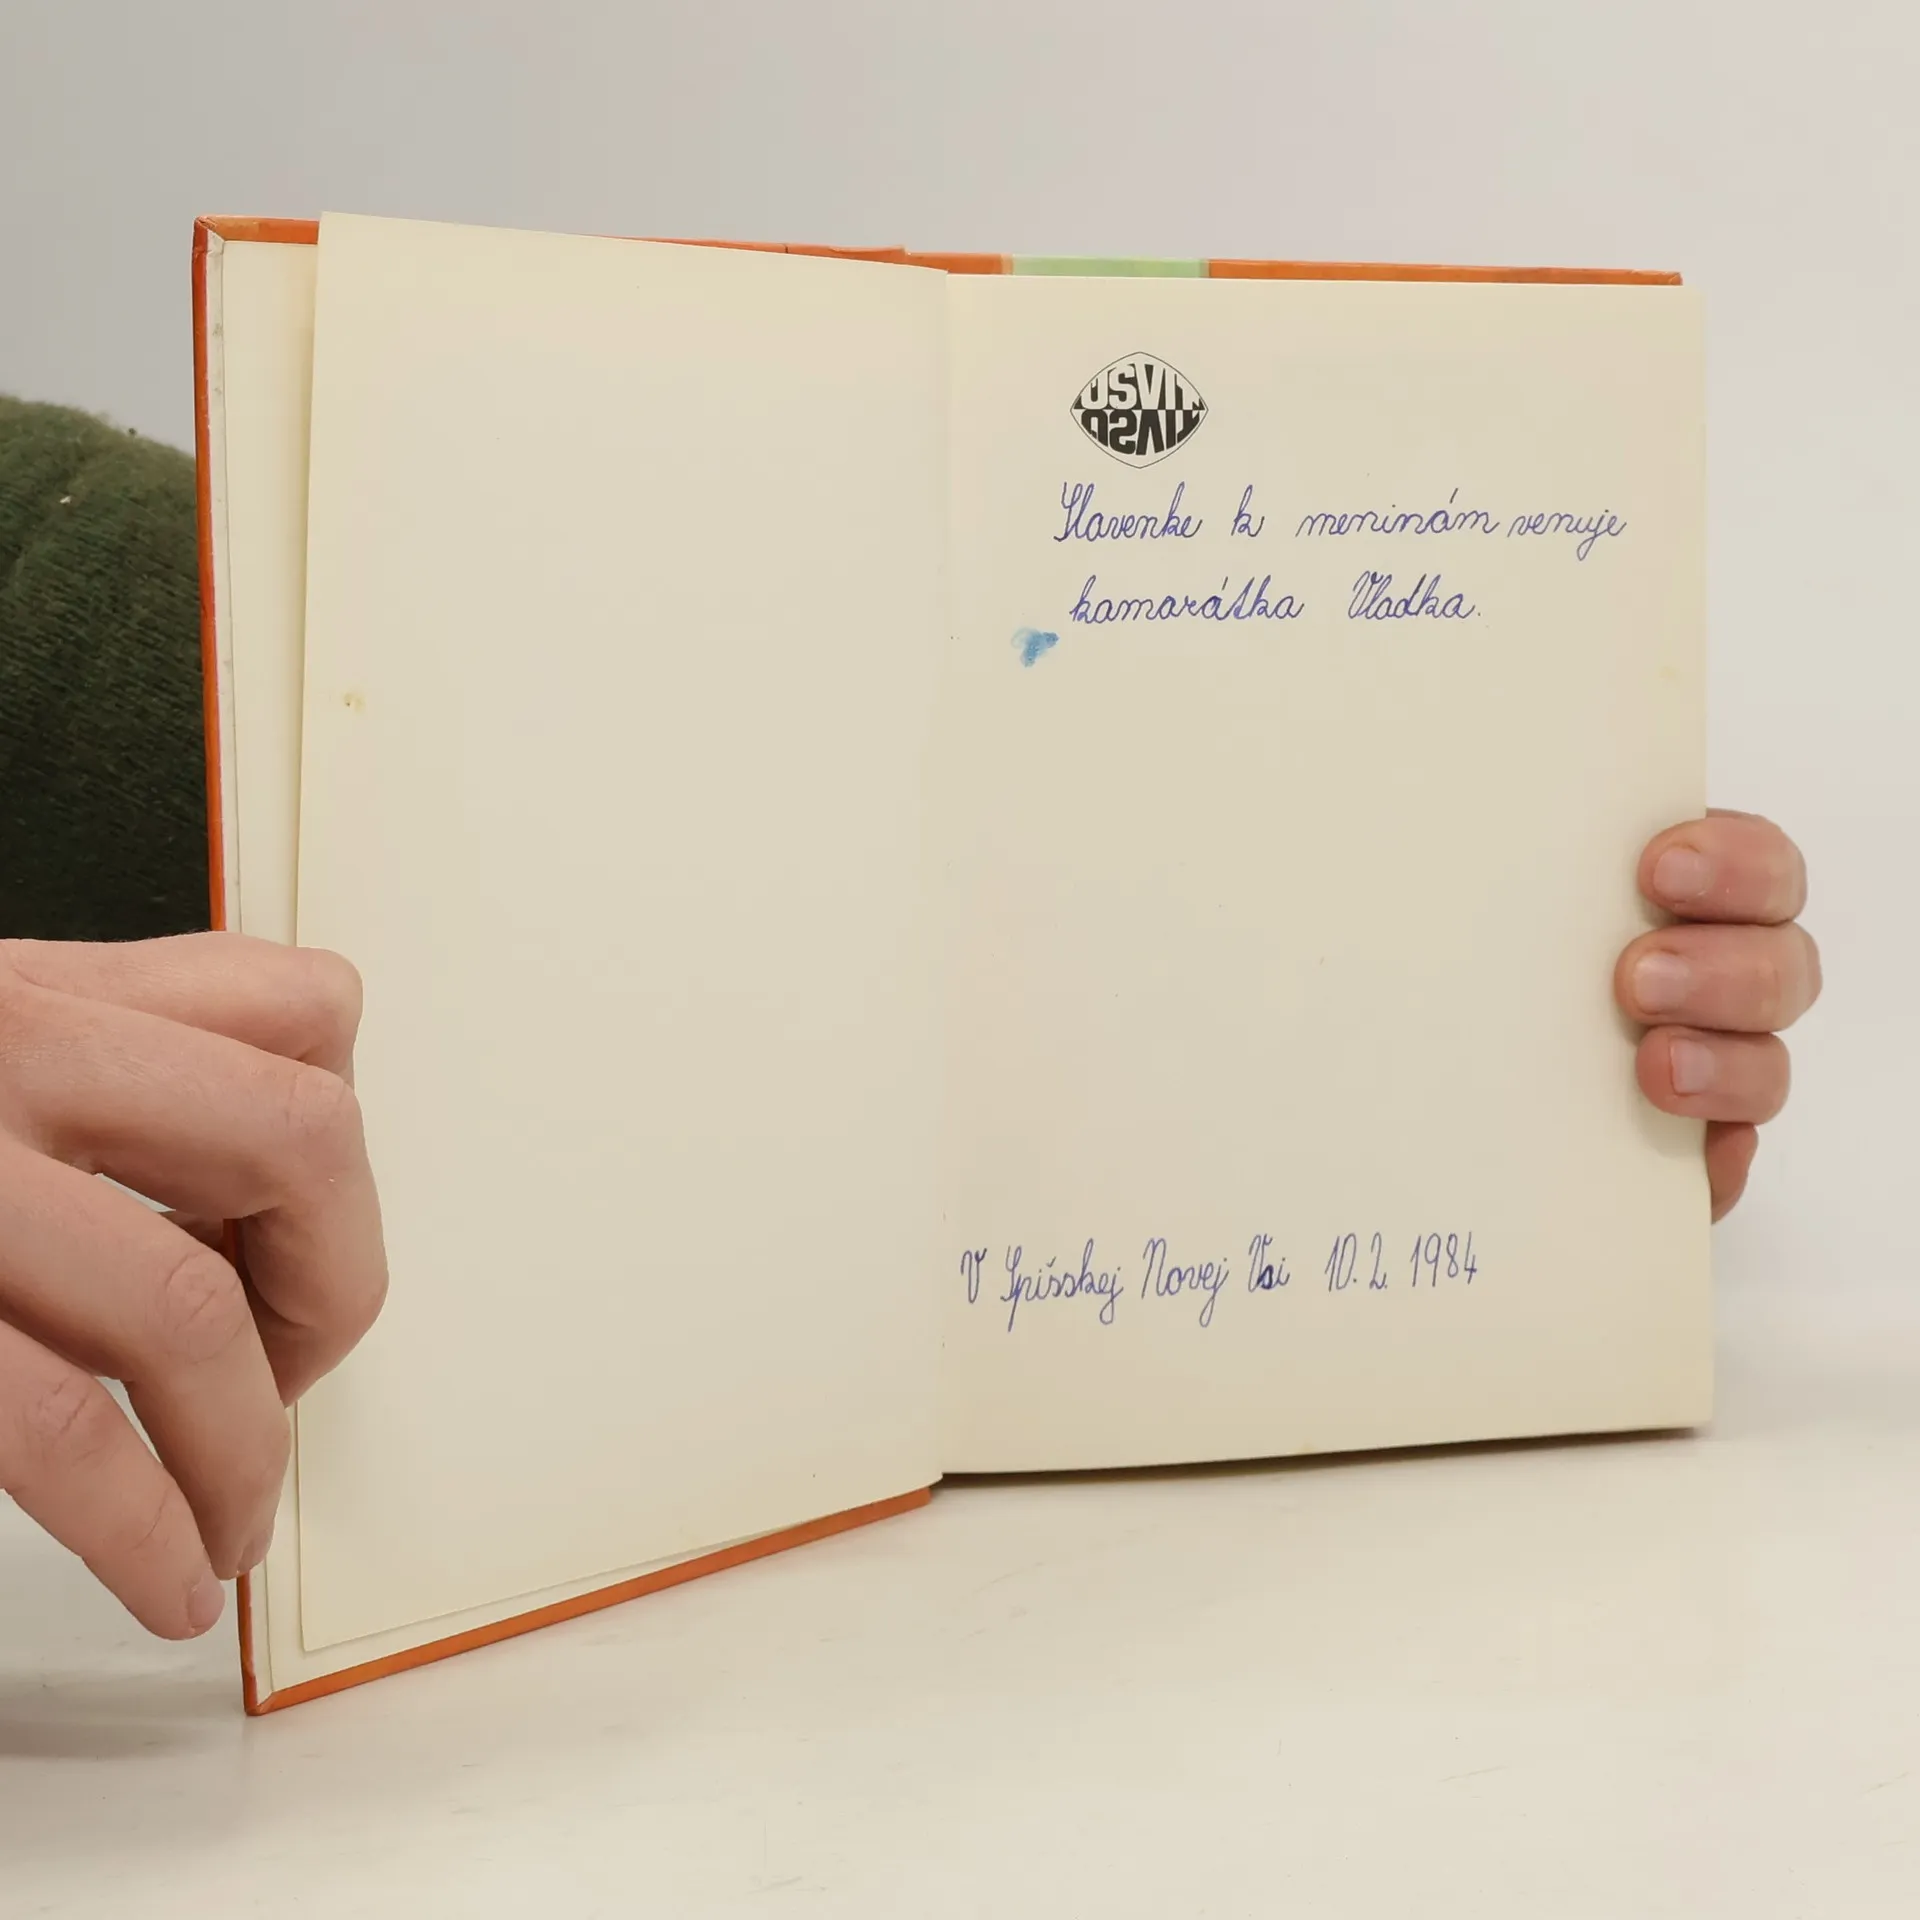 ÚSVIT
ÚSVIT
Slavenke k meninám venuje
kamarátka Vladka.
V Spišskej Novej Vsi 10. 2. 1984